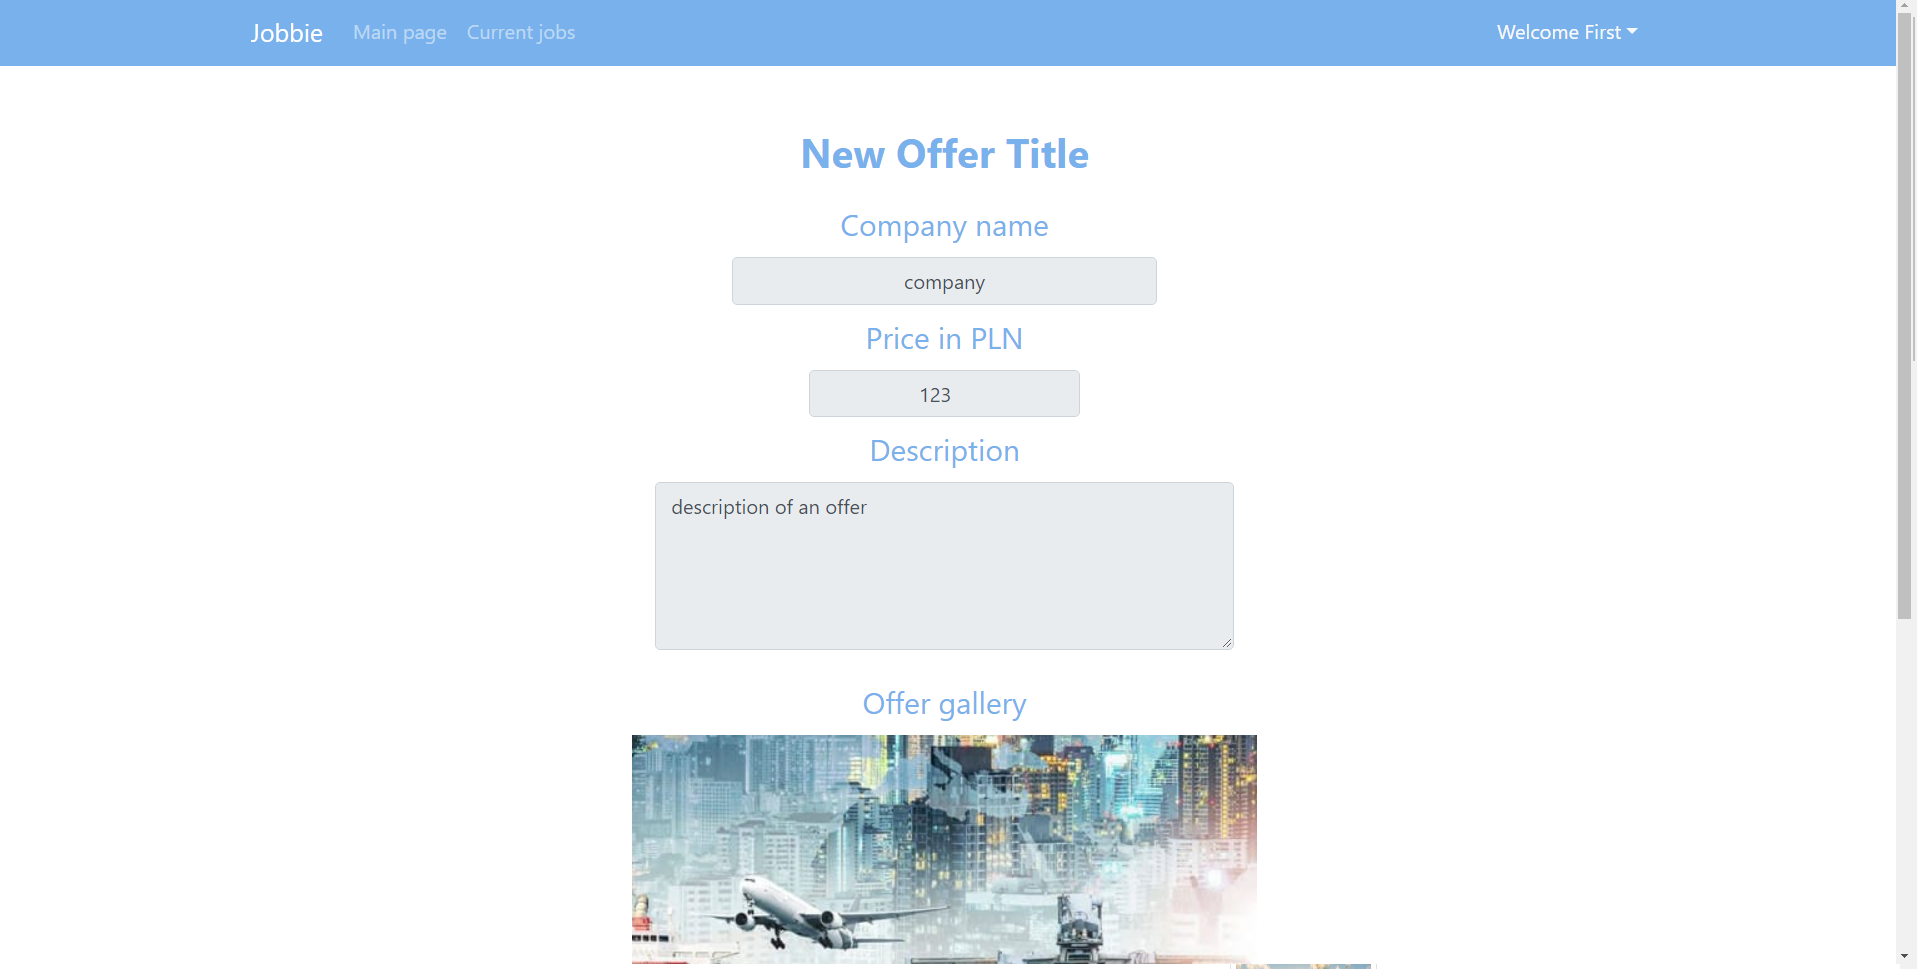 Jobbie Main page Current jobs Welcome First
New Offer Title
Company name
company
Price in PLN
123
Description
description of an offer
Offer gallery